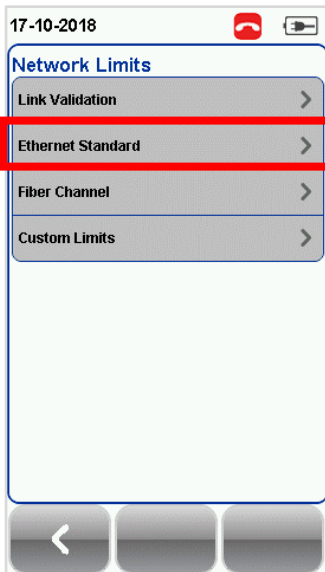 17-10-2018
Network Limits
Link Validation
Ethernet Standard
Fiber Channel
Custom Limits